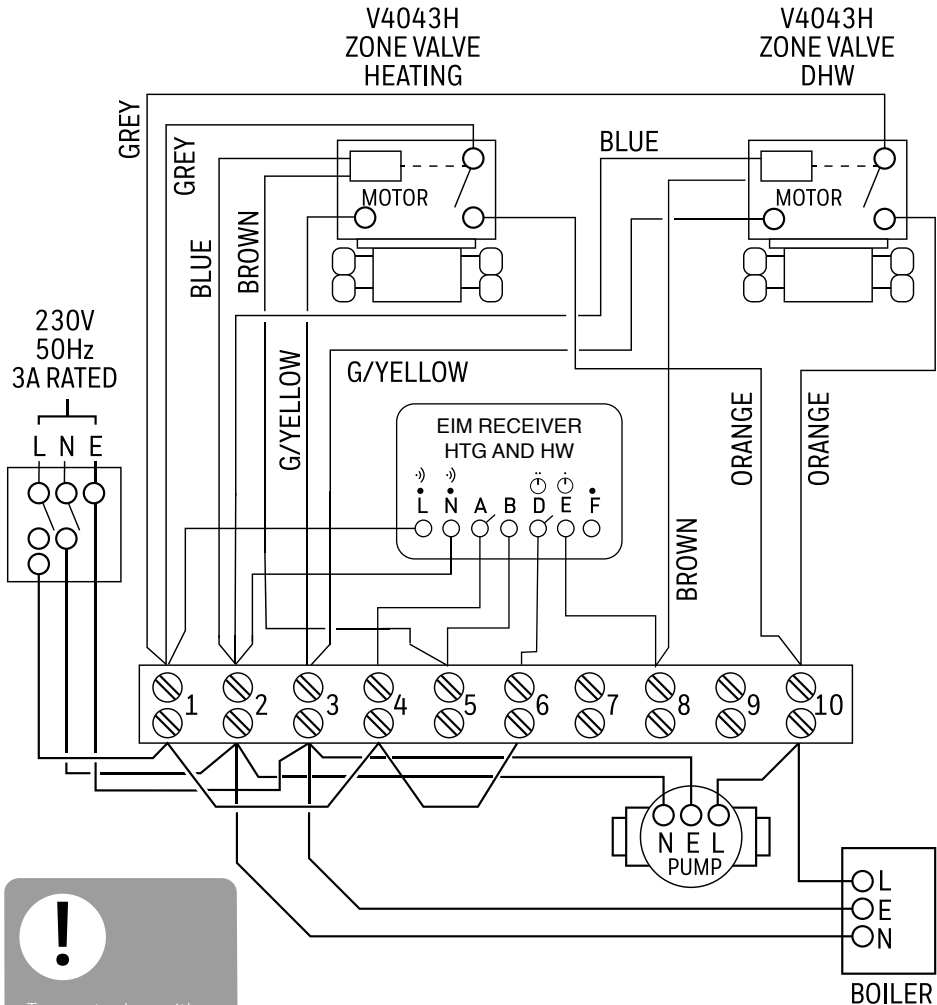 V4043H
ZONE VALVE
HEATING
V4043H
ZONE VALVE
DHW
GREY
GREY
BLUE
BROWN
MOTOR
BLUE
MOTOR
230V
50Hz
3A RATED
L N E
G/YELLOW
G/YELLOW
EIM RECEIVER
HTG AND HW
L N A B D E F
ORANGE
ORANGE
BROWN
1 2 3 4 5 6 7 8 9 10
N E L
PUMP
L
E
N
BOILER
!